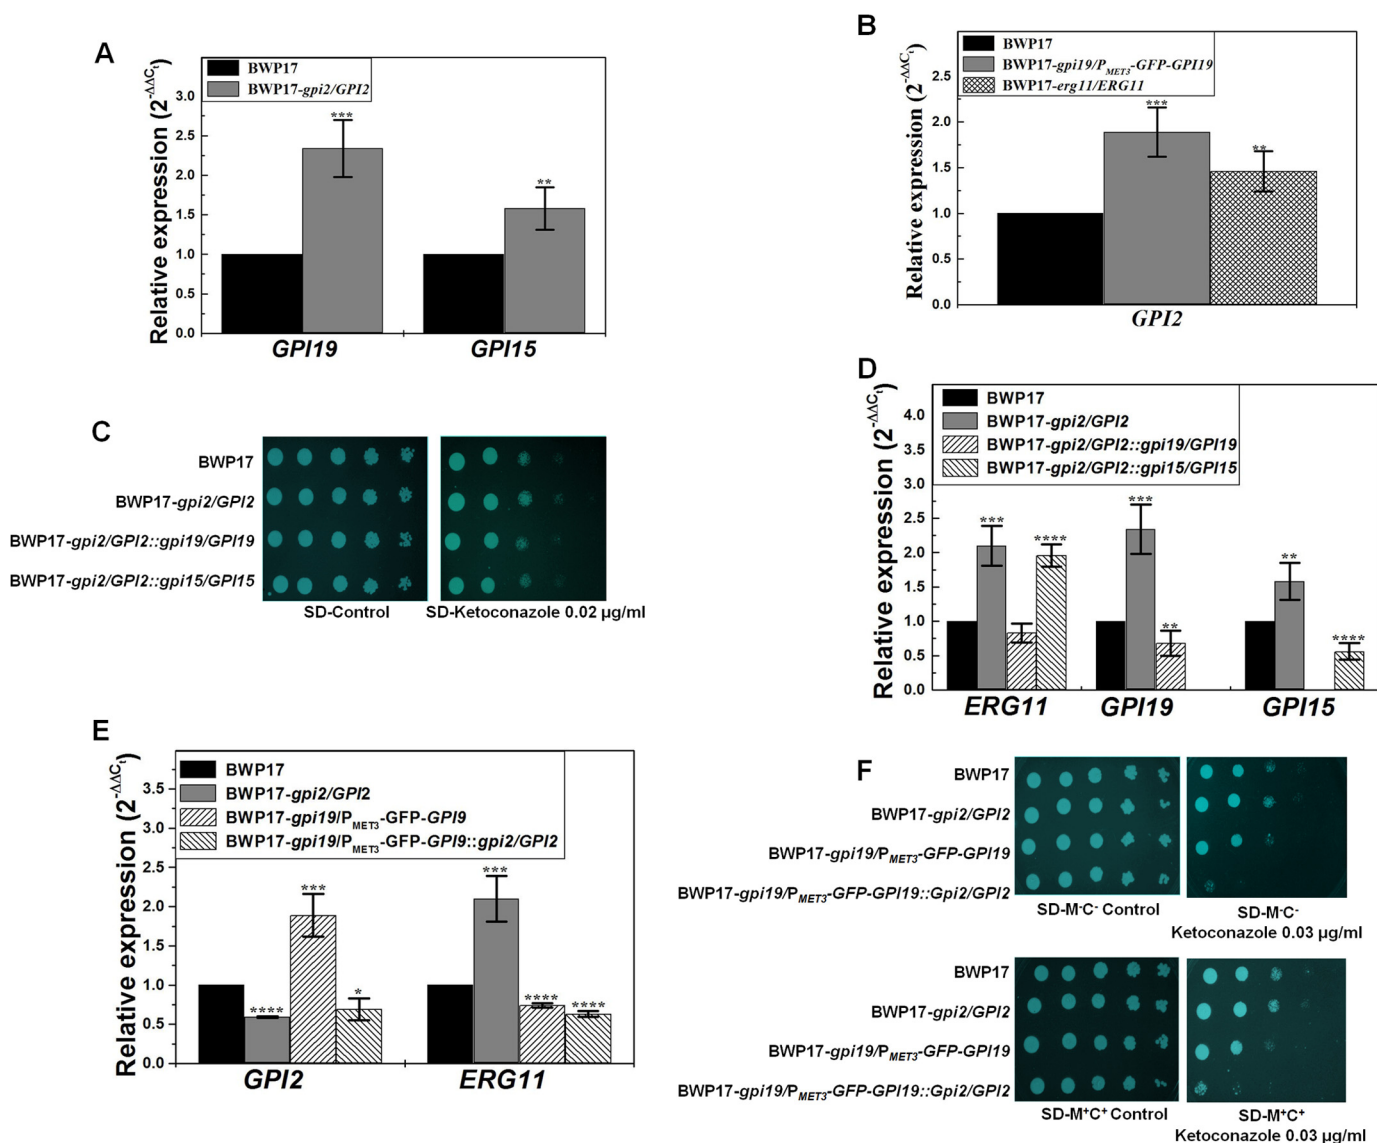 A
Relative expression (2^-ΔΔCt)
BWP17
BWP17-gpi2/GPI2
3.0
2.5
2.0
1.5
1.0
0.5
0.0
***
**
GPI19
GPI15
B
Relative expression (2^-ΔΔCt)
BWP17
BWP17-gpi19/PMET3-GFP-GPI19
BWP17-erg11/ERG11
2.5
2.0
1.5
1.0
0.5
0.0
***
**
GPI2
C
BWP17
BWP17-gpi2/GPI2
BWP17-gpi2/GPI2::gpi19/GPI19
BWP17-gpi2/GPI2::gpi15/GPI15
SD-Control
SD-Ketoconazole 0.02 µg/ml
D
Relative expression (2^-ΔΔCt)
BWP17
BWP17-gpi2/GPI2
BWP17-gpi2/GPI2::gpi19/GPI19
BWP17-gpi2/GPI2::gpi15/GPI15
4.0
3.5
3.0
2.5
2.0
1.5
1.0
0.5
0.0
***
****
***
**
**
****
ERG11
GPI19
GPI15
E
Relative expression (2^-ΔΔCt)
BWP17
BWP17-gpi2/GPI2
BWP17-gpi19/PMET3-GFP-GPI9
BWP17-gpi19/PMET3-GFP-GPI9::gpi2/GPI2
3.5
3.0
2.5
2.0
1.5
1.0
0.5
0.0
****
***
*
***
****
****
GPI2
ERG11
F
BWP17
BWP17-gpi2/GPI2
BWP17-gpi19/PMET3-GFP-GPI19
BWP17-gpi19/PMET3-GFP-GPI19::Gpi2/GPI2
SD-M-C- Control
SD-M-C-
Ketoconazole 0.03 µg/ml
BWP17
BWP17-gpi2/GPI2
BWP17-gpi19/PMET3-GFP-GPI19
BWP17-gpi19/PMET3-GFP-GPI19::Gpi2/GPI2
SD-M+C+ Control
SD-M+C+
Ketoconazole 0.03 µg/ml